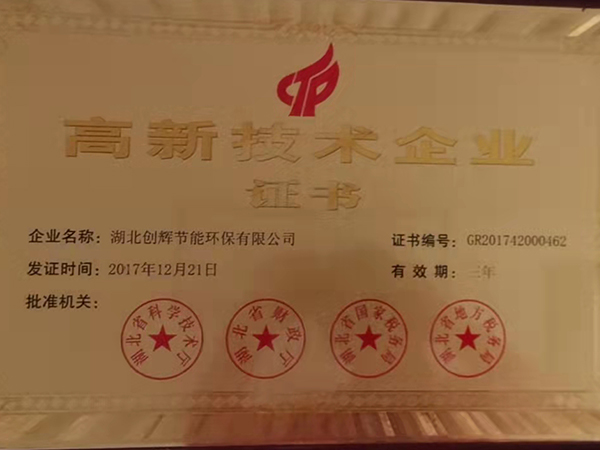 高新技术企业
证书
企业名称：湖北创辉节能环保有限公司 证书编号：GR201742000462
发证时间：2017年12月21日 有效期：三年
批准机关：
湖北省科学技术厅 湖北省财政厅 湖北省国家税务局 湖北省地方税务局